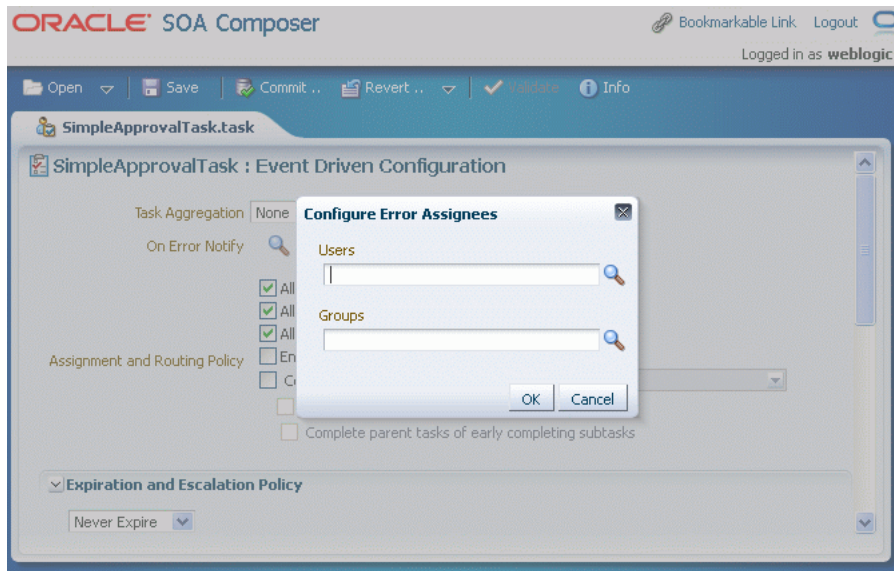 ORACLE SOA Composer
Bookmarkable Link Logout
Logged in as weblogic
Open Save Commit .. Revert .. Validate Info
SimpleApprovalTask.task
SimpleApprovalTask : Event Driven Configuration
Task Aggregation None
On Error Notify
Configure Error Assignees
Users
Groups
OK Cancel
All
All
All
Assignment and Routing Policy
En
Complete parent tasks of early completing subtasks
Expiration and Escalation Policy
Never Expire